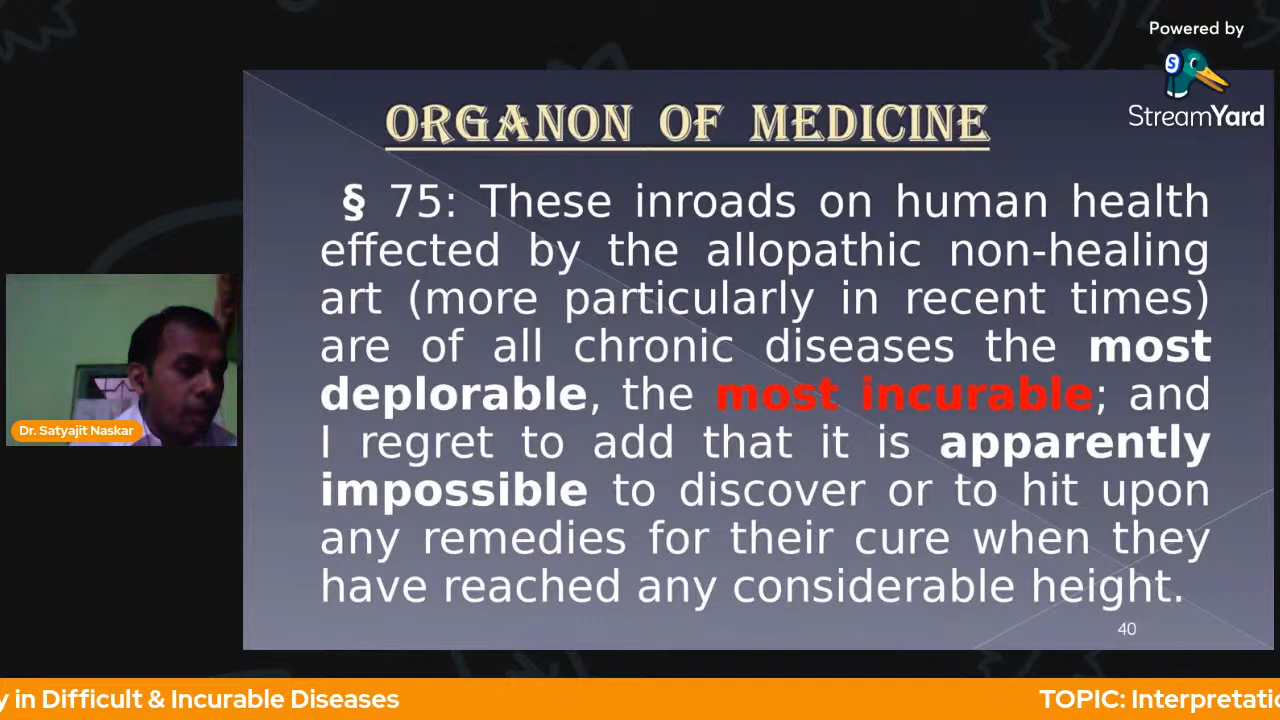 Powered by
StreamYard
ORGANON OF MEDICINE
§ 75: These inroads on human health
effected by the allopathic non-healing
art (more particularly in recent times)
are of all chronic diseases the most
deplorable, the most incurable; and
I regret to add that it is apparently
impossible to discover or to hit upon
any remedies for their cure when they
have reached any considerable height.
40
Dr. Satyajit Naskar
y in Difficult & Incurable Diseases
TOPIC: Interpretatio